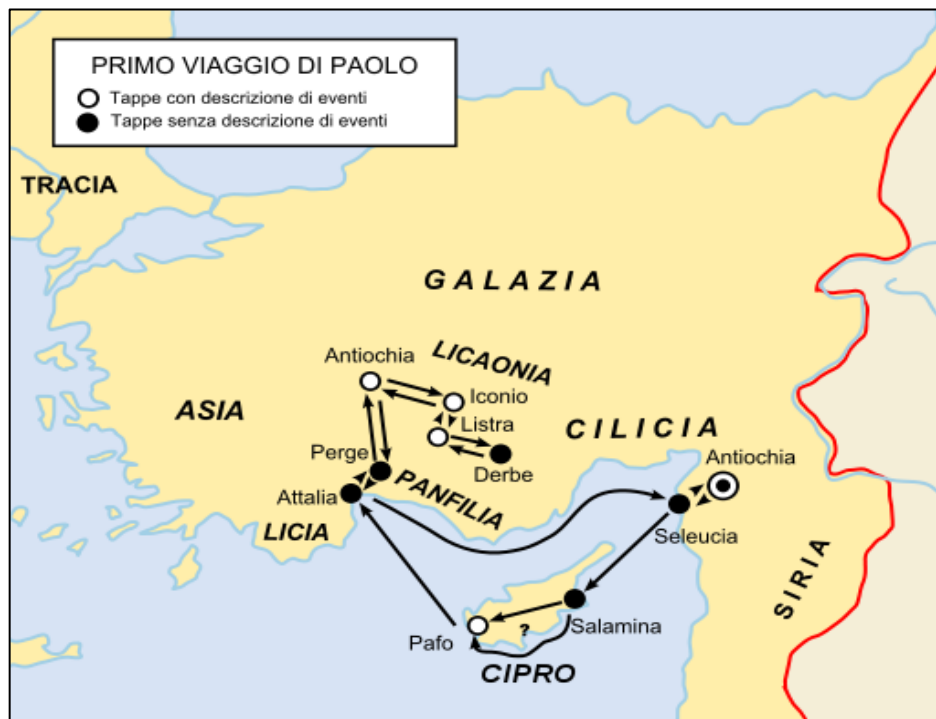 PRIMO VIAGGIO DI PAOLO
Tappe con descrizione di eventi
Tappe senza descrizione di eventi
TRACIA
GALAZIA
Antiochia
LICAONIA
Iconio
ASIA
Listra
CILICIA
Perge
Derbe
Antiochia
Attalia
PANFILIA
LICIA
Seleucia
SIRIA
?
Salamina
Pafo
CIPRO